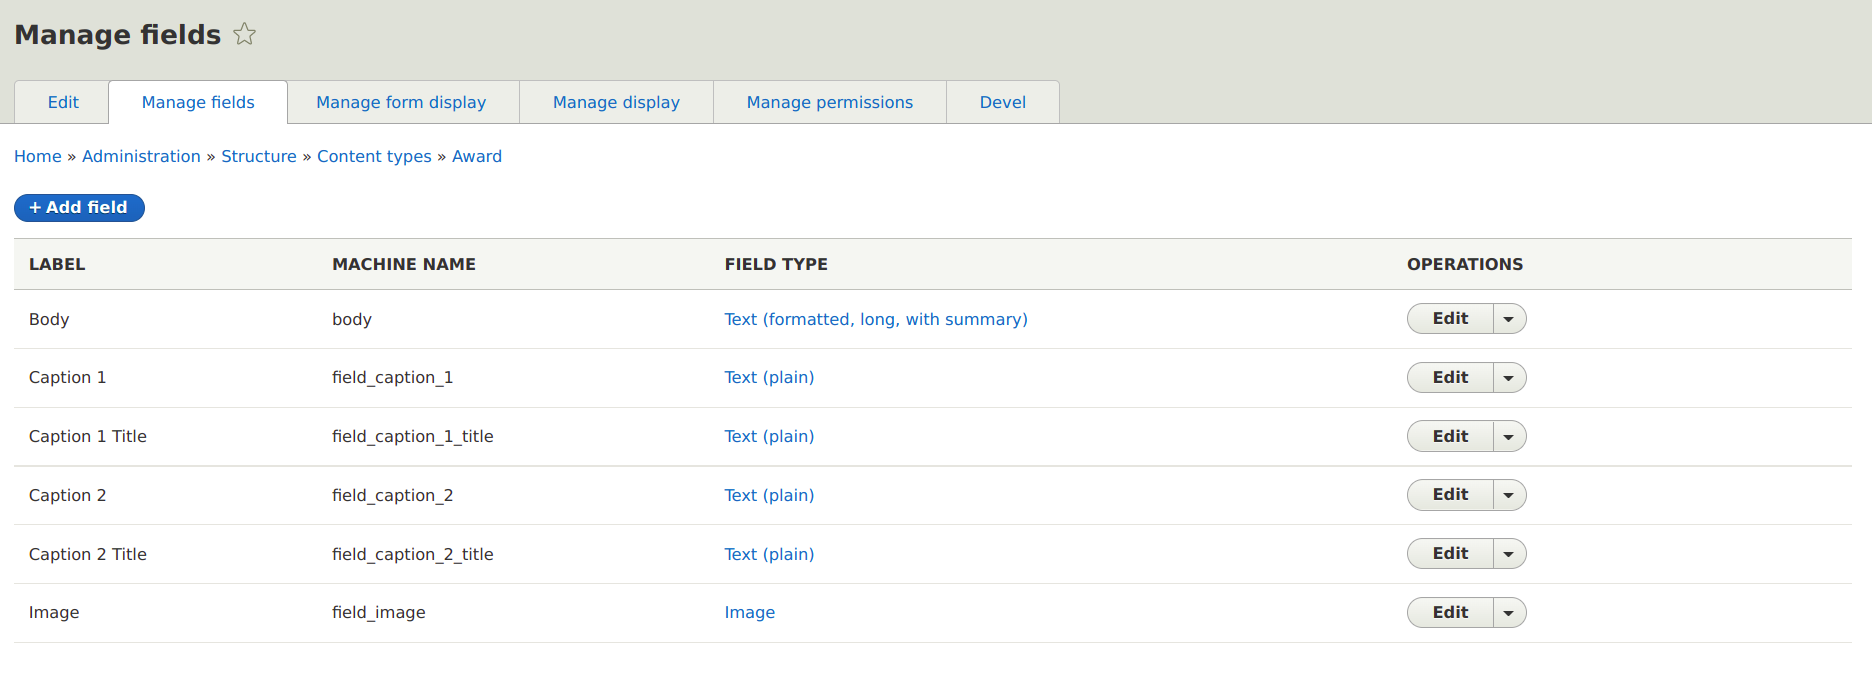 Manage fields
Edit Manage fields Manage form display Manage display Manage permissions Devel
Home » Administration » Structure » Content types » Award
+ Add field
LABEL MACHINE NAME FIELD TYPE OPERATIONS
Body body Text (formatted, long, with summary) Edit
Caption 1 field_caption_1 Text (plain) Edit
Caption 1 Title field_caption_1_title Text (plain) Edit
Caption 2 field_caption_2 Text (plain) Edit
Caption 2 Title field_caption_2_title Text (plain) Edit
Image field_image Image Edit